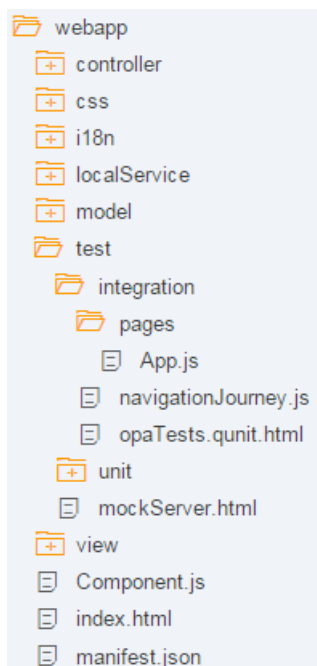 webapp
controller
css
i18n
localService
model
test
integration
pages
App.js
navigationJourney.js
opaTests.qunit.html
unit
mockServer.html
view
Component.js
index.html
manifest.json